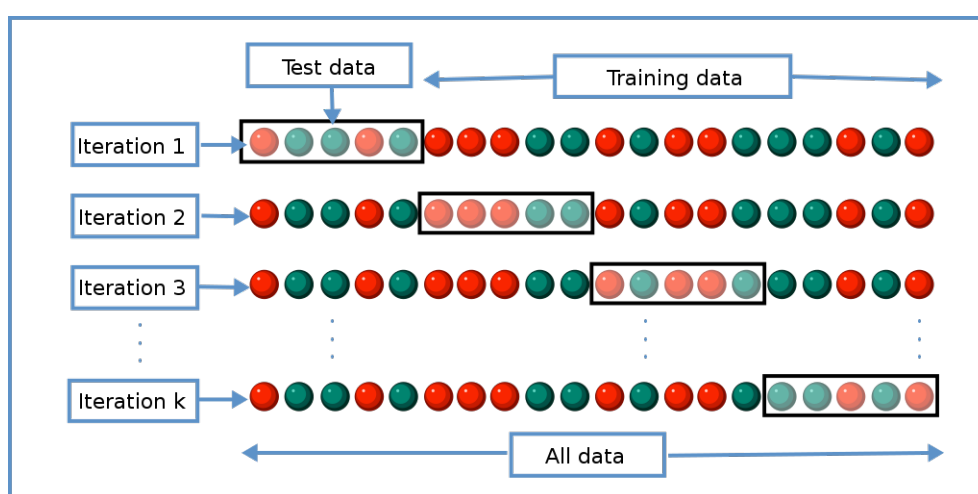 Test data
Training data
Iteration 1
Iteration 2
Iteration 3
Iteration k
All data